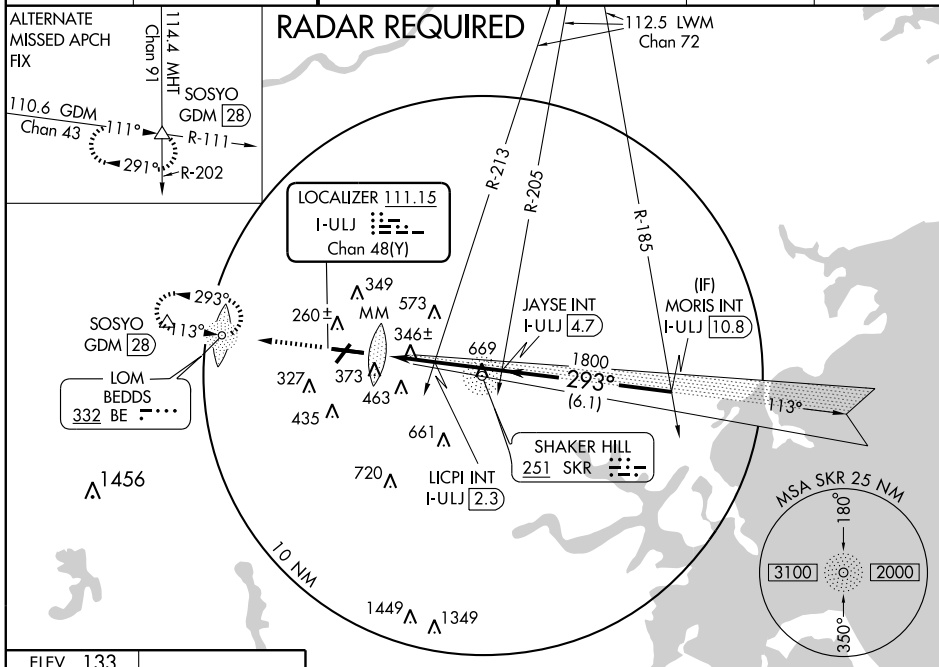 ALTERNATE
MISSED APCH
FIX
114.4 MHT
Chan 91
SOSYO
GDM 28
110.6 GDM
Chan 43
111°
R-111
291°
R-202
RADAR REQUIRED
112.5 LWM
Chan 72
R-213
R-205
R-185
LOCALIZER 111.15
I-ULJ
Chan 48(Y)
349
573
260±
MM
346±
JAYSE INT
I-ULJ 4.7
(IF)
MORIS INT
I-ULJ 10.8
293°
113°
SOSYO
GDM 28
LOM
BEDDS
332 BE
327
373
463
435
669
1800
293°
(6.1)
113°
661
SHAKER HILL
251 SKR
720
LICPI INT
I-ULJ 2.3
1456
10 NM
1449
1349
MSA SKR 25 NM
180°
3100
2000
350°
ELEV 133